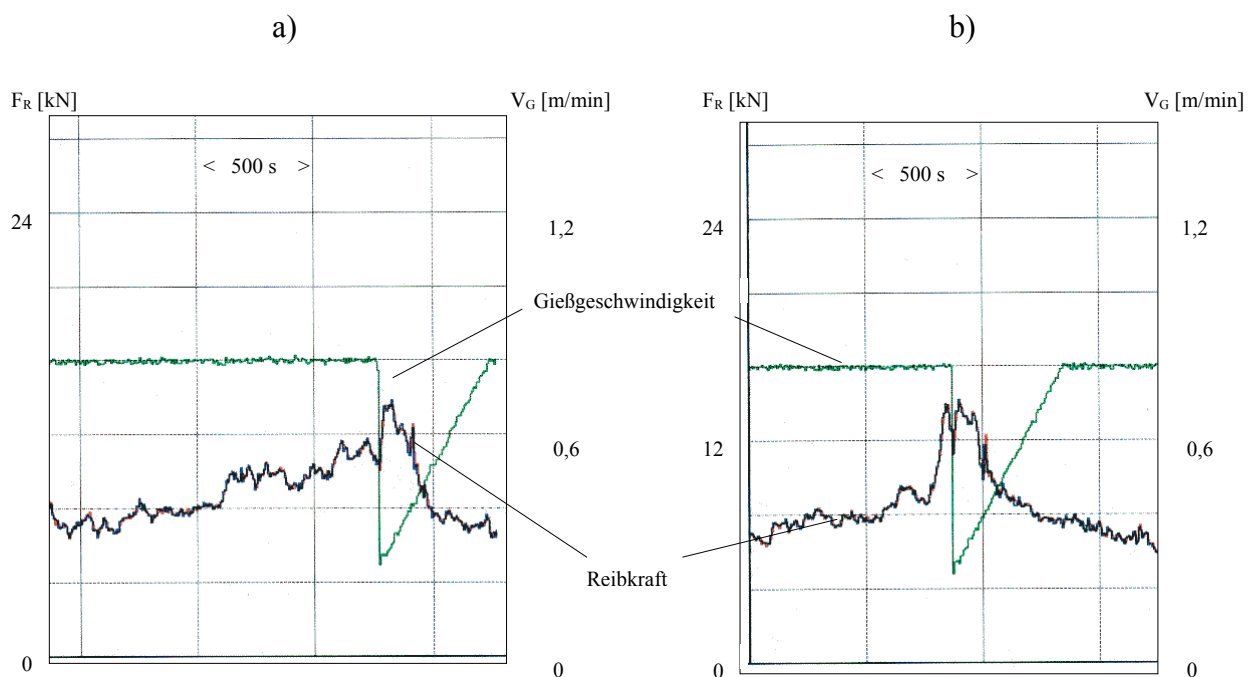 a)
b)
F_R [kN]
V_G [m/min]
F_R [kN]
V_G [m/min]
< 500 s >
< 500 s >
24
1,2
24
1,2
Gießgeschwindigkeit
0,6
12
0,6
Reibkraft
0
0
0
0